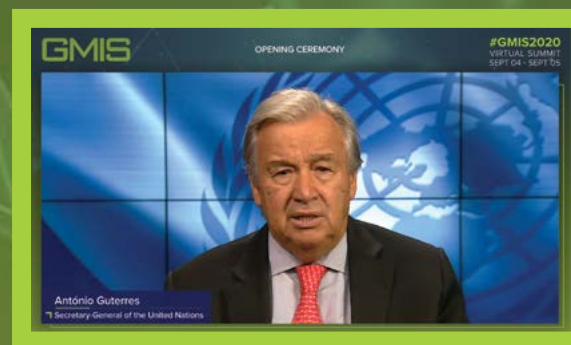 GMIS
OPENING CEREMONY
#GMIS2020
VIRTUAL SUMMIT
SEPT 04 - SEPT 05
António Guterres
Secretary-General of the United Nations